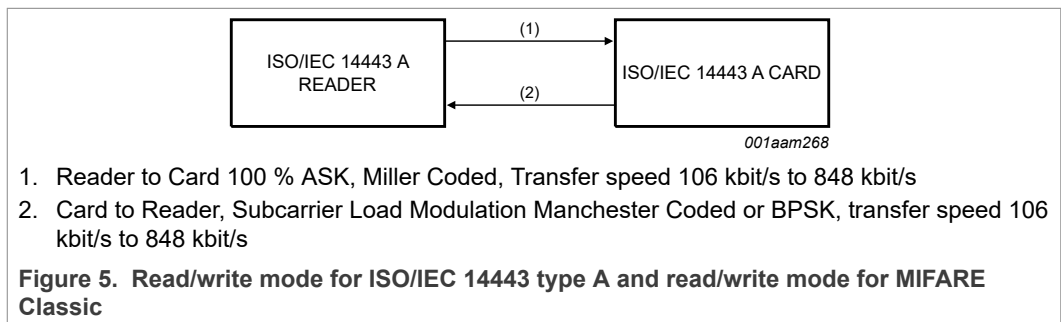 (1)
ISO/IEC 14443 A
READER
ISO/IEC 14443 A CARD
(2)
001aam268
1. Reader to Card 100 % ASK, Miller Coded, Transfer speed 106 kbit/s to 848 kbit/s
2. Card to Reader, Subcarrier Load Modulation Manchester Coded or BPSK, transfer speed 106
kbit/s to 848 kbit/s
Figure 5. Read/write mode for ISO/IEC 14443 type A and read/write mode for MIFARE
Classic